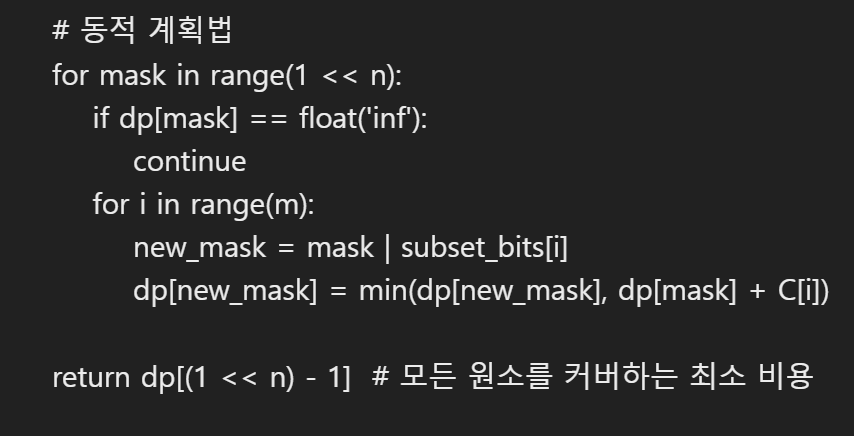 # 동적 계획법
for mask in range(1 << n):
if dp[mask] == float('inf'):
continue
for i in range(m):
new_mask = mask | subset_bits[i]
dp[new_mask] = min(dp[new_mask], dp[mask] + C[i])
return dp[(1 << n) - 1] # 모든 원소를 커버하는 최소 비용